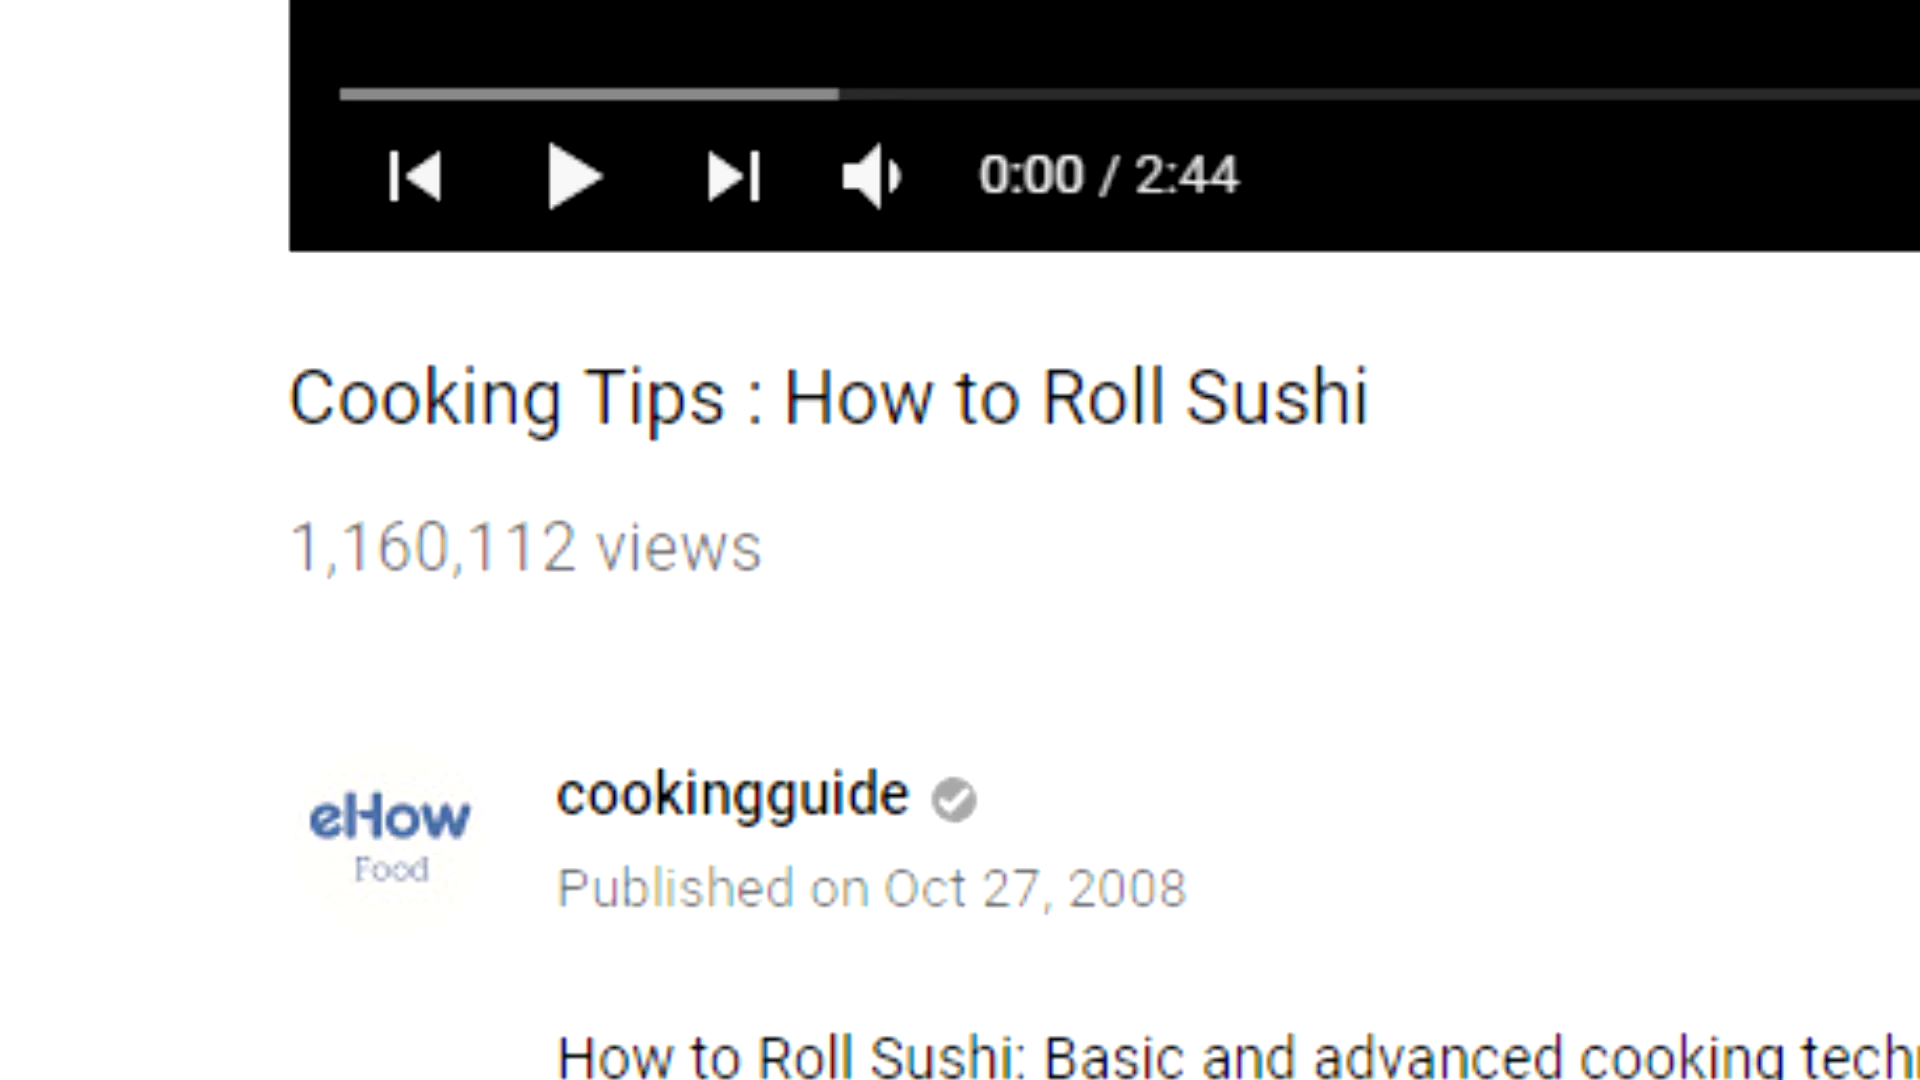 0:00 / 2:44
Cooking Tips : How to Roll Sushi
1,160,112 views
eHow
Food
cookingguide
Published on Oct 27, 2008
How to Roll Sushi: Basic and advanced cooking tech